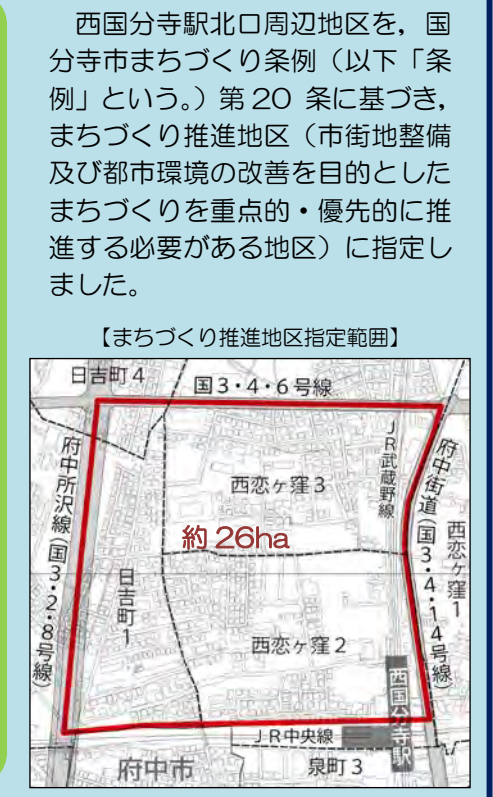 西国分寺駅北口周辺地区を，国
分寺市まちづくり条例（以下「条
例」という。）第 20 条に基づき，
まちづくり推進地区（市街地整備
及び都市環境の改善を目的とした
まちづくりを重点的・優先的に推
進する必要がある地区）に指定し
ました。
【まちづくり推進地区指定範囲】
日吉町４
国３・４・６号線
府中所沢線（国３・２・８号線）
ＪＲ武蔵野線
府中街道（国３・４・１４号線）
西恋ヶ窪１
西恋ヶ窪３
約 26ha
日吉町１
西恋ヶ窪２
西国分寺駅
ＪＲ中央線
府中市
泉町３